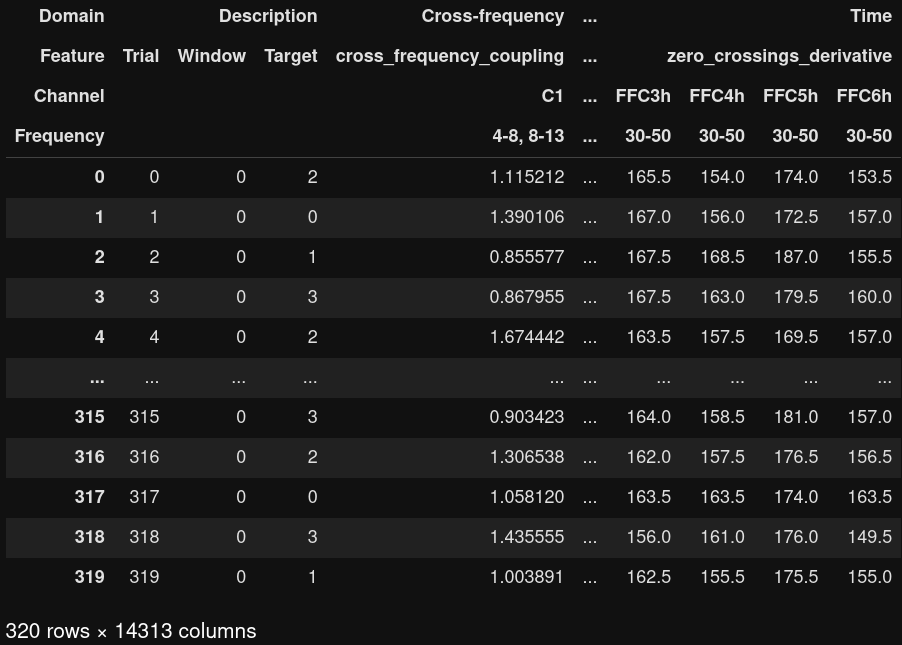 Domain Description Cross-frequency ... Time
Feature Trial Window Target cross_frequency_coupling ... zero_crossings_derivative
Channel C1 ... FFC3h FFC4h FFC5h FFC6h
Frequency 4-8, 8-13 ... 30-50 30-50 30-50 30-50
0 0 0 2 1.115212 ... 165.5 154.0 174.0 153.5
1 1 0 0 1.390106 ... 167.0 156.0 172.5 157.0
2 2 0 1 0.855577 ... 167.5 168.5 187.0 155.5
3 3 0 3 0.867955 ... 167.5 163.0 179.5 160.0
4 4 0 2 1.674442 ... 163.5 157.5 169.5 157.0
... ... ... ... ... ... ... ... ... ...
315 315 0 3 0.903423 ... 164.0 158.5 181.0 157.0
316 316 0 2 1.306538 ... 162.0 157.5 176.5 156.5
317 317 0 0 1.058120 ... 163.5 163.5 174.0 163.5
318 318 0 3 1.435555 ... 156.0 161.0 176.0 149.5
319 319 0 1 1.003891 ... 162.5 155.5 175.5 155.0
320 rows × 14313 columns